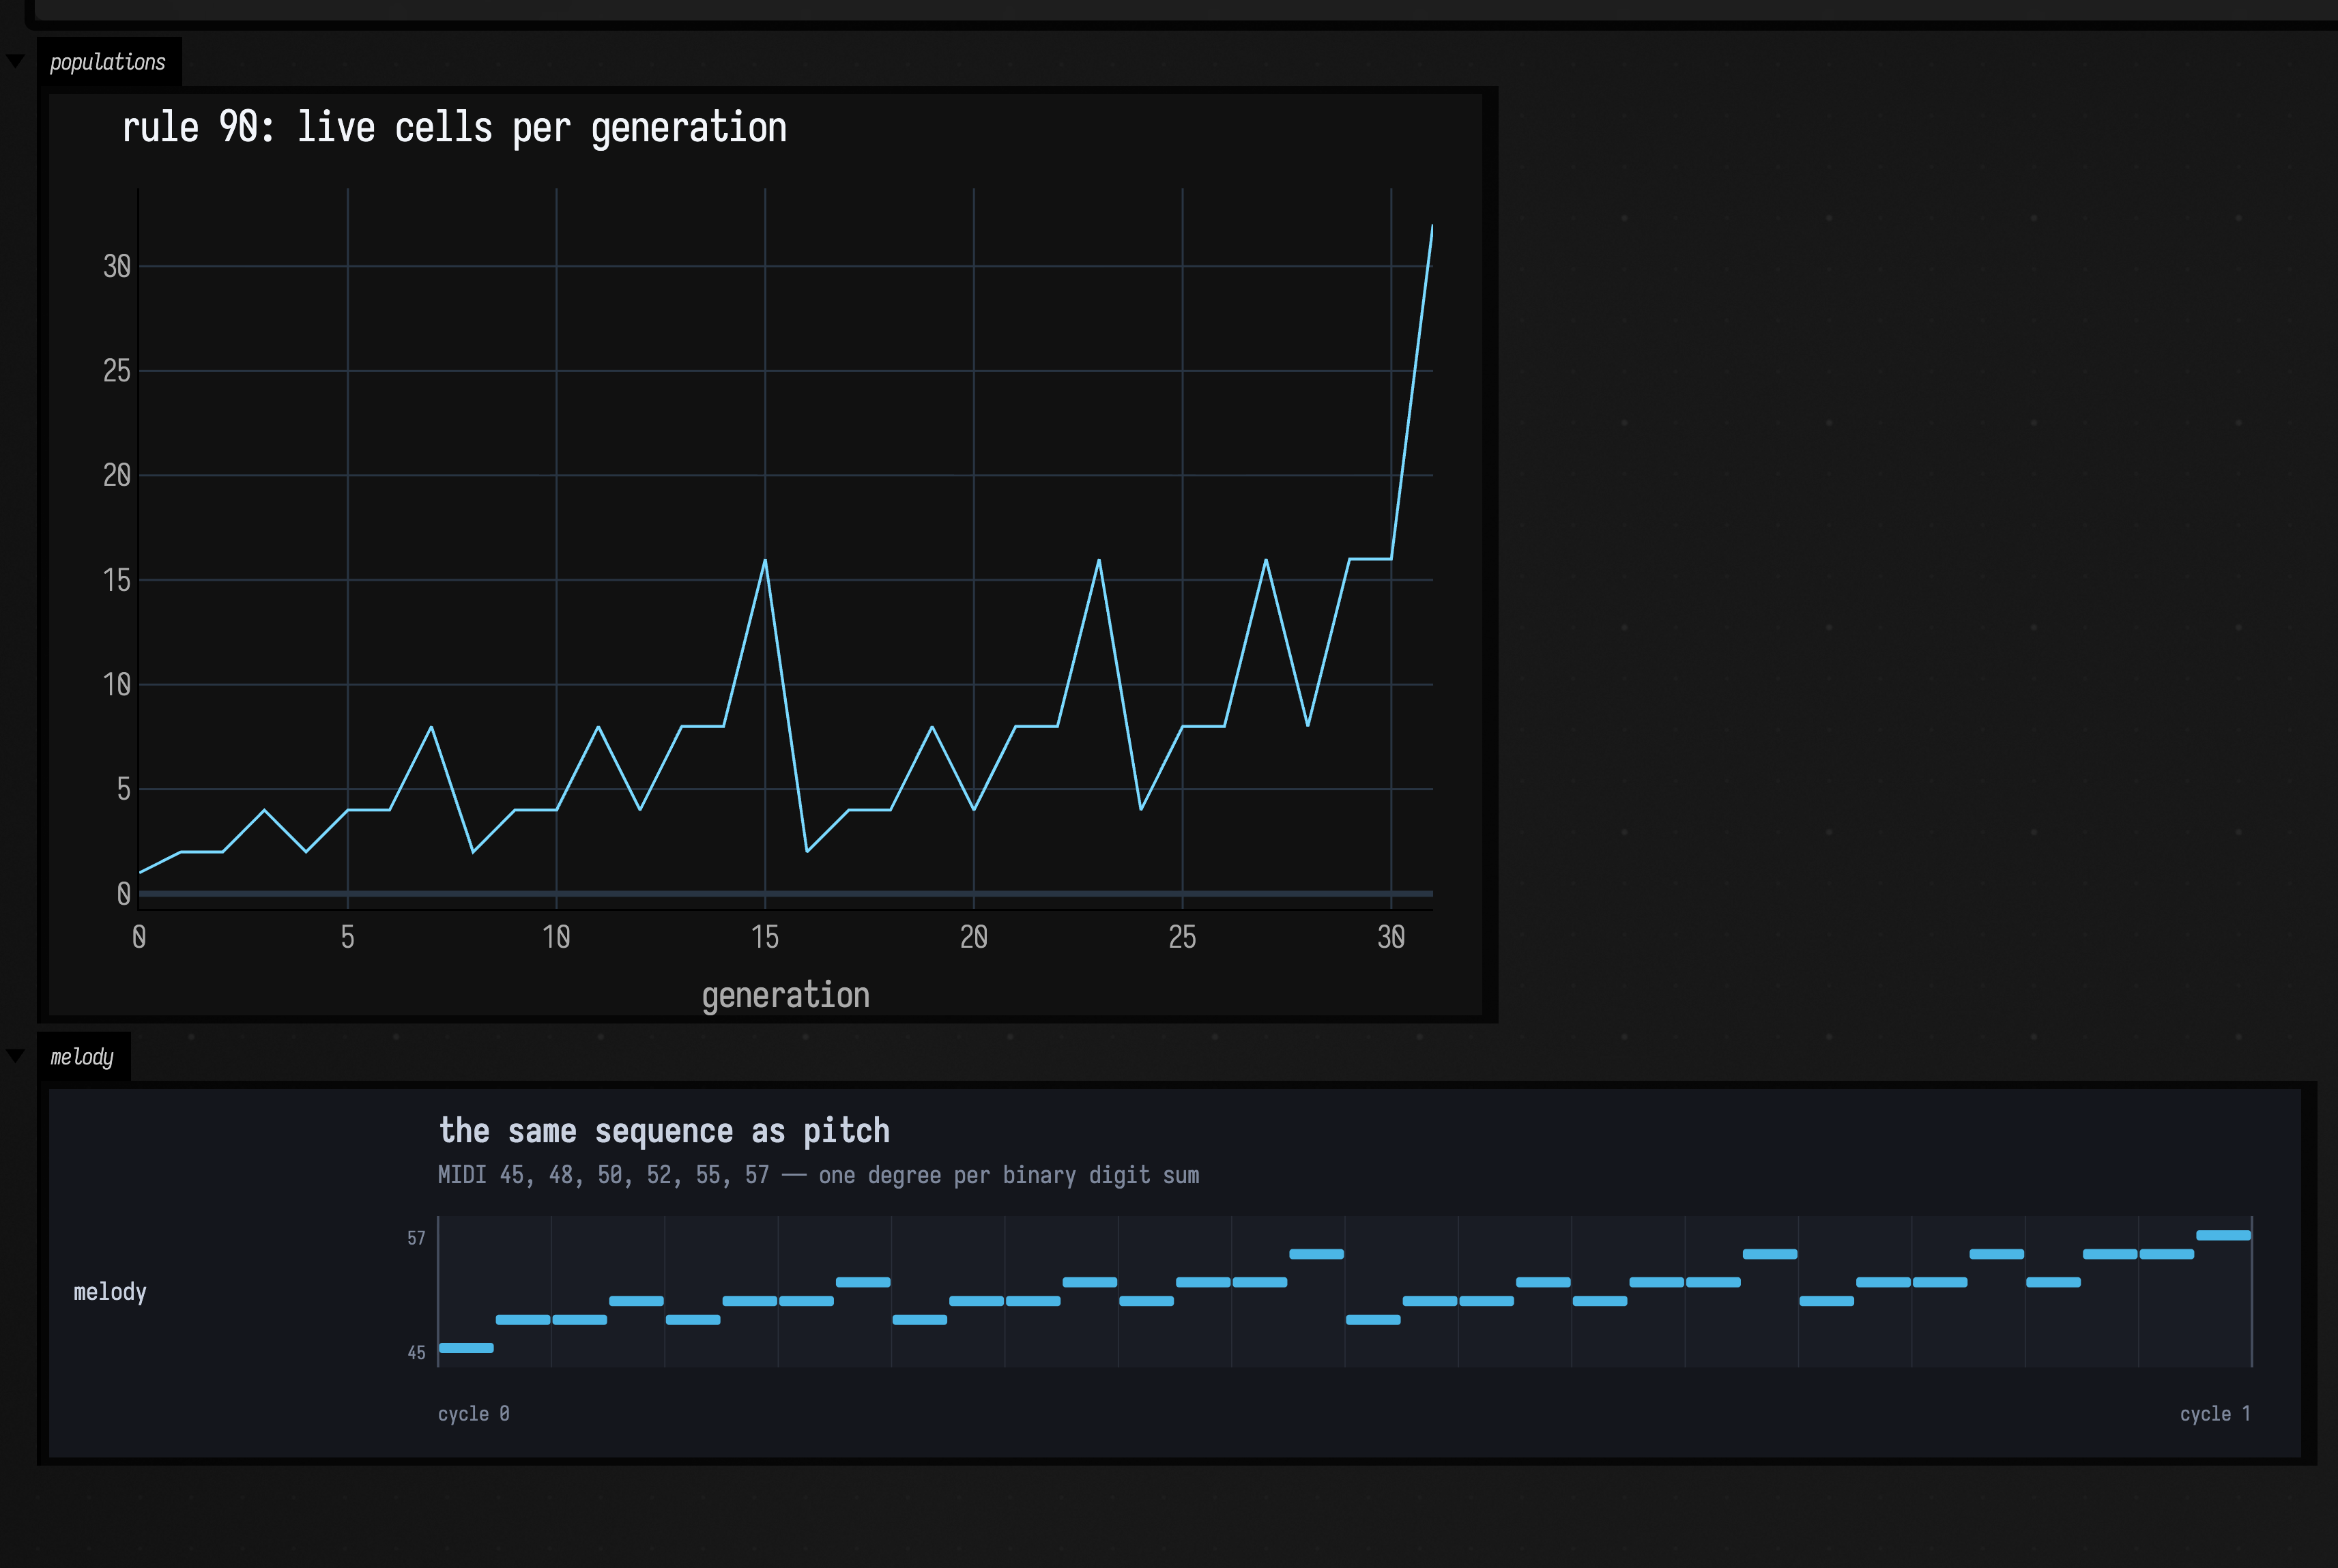 populations
rule 90: live cells per generation
30
25
20
15
10
5
0
0 5 10 15 20 25 30
generation
melody
the same sequence as pitch
MIDI 45, 48, 50, 52, 55, 57 — one degree per binary digit sum
57
melody
45
cycle 0 cycle 1